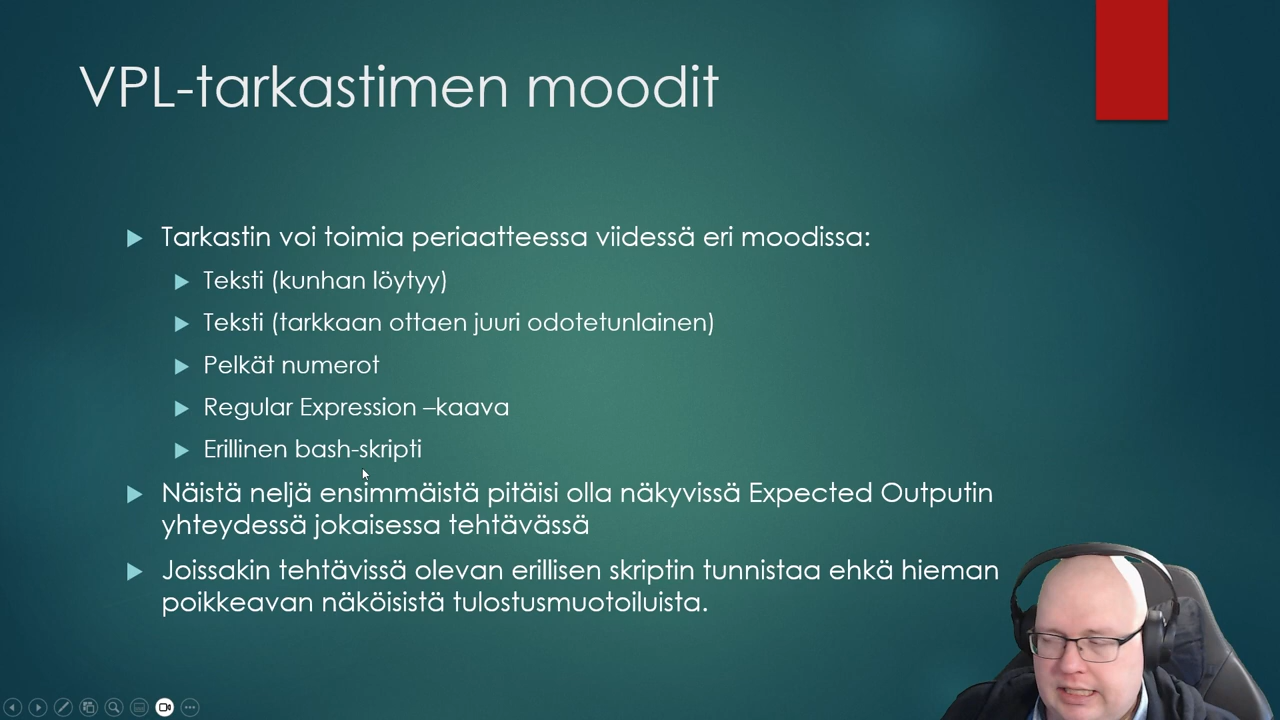 VPL-tarkastimen moodit
Tarkastin voi toimia periaatteessa viidessä eri moodissa:
Teksti (kunhan löytyy)
Teksti (tarkkaan ottaen juuri odotetunlainen)
Pelkät numerot
Regular Expression –kaava
Erillinen bash-skripti
Näistä neljä ensimmäistä pitäisi olla näkyvissä Expected Outputin
yhteydessä jokaisessa tehtävässä
Joissakin tehtävissä olevan erillisen skriptin tunnistaa ehkä hieman
poikkeavan näköisistä tulostusmuotoiluista.